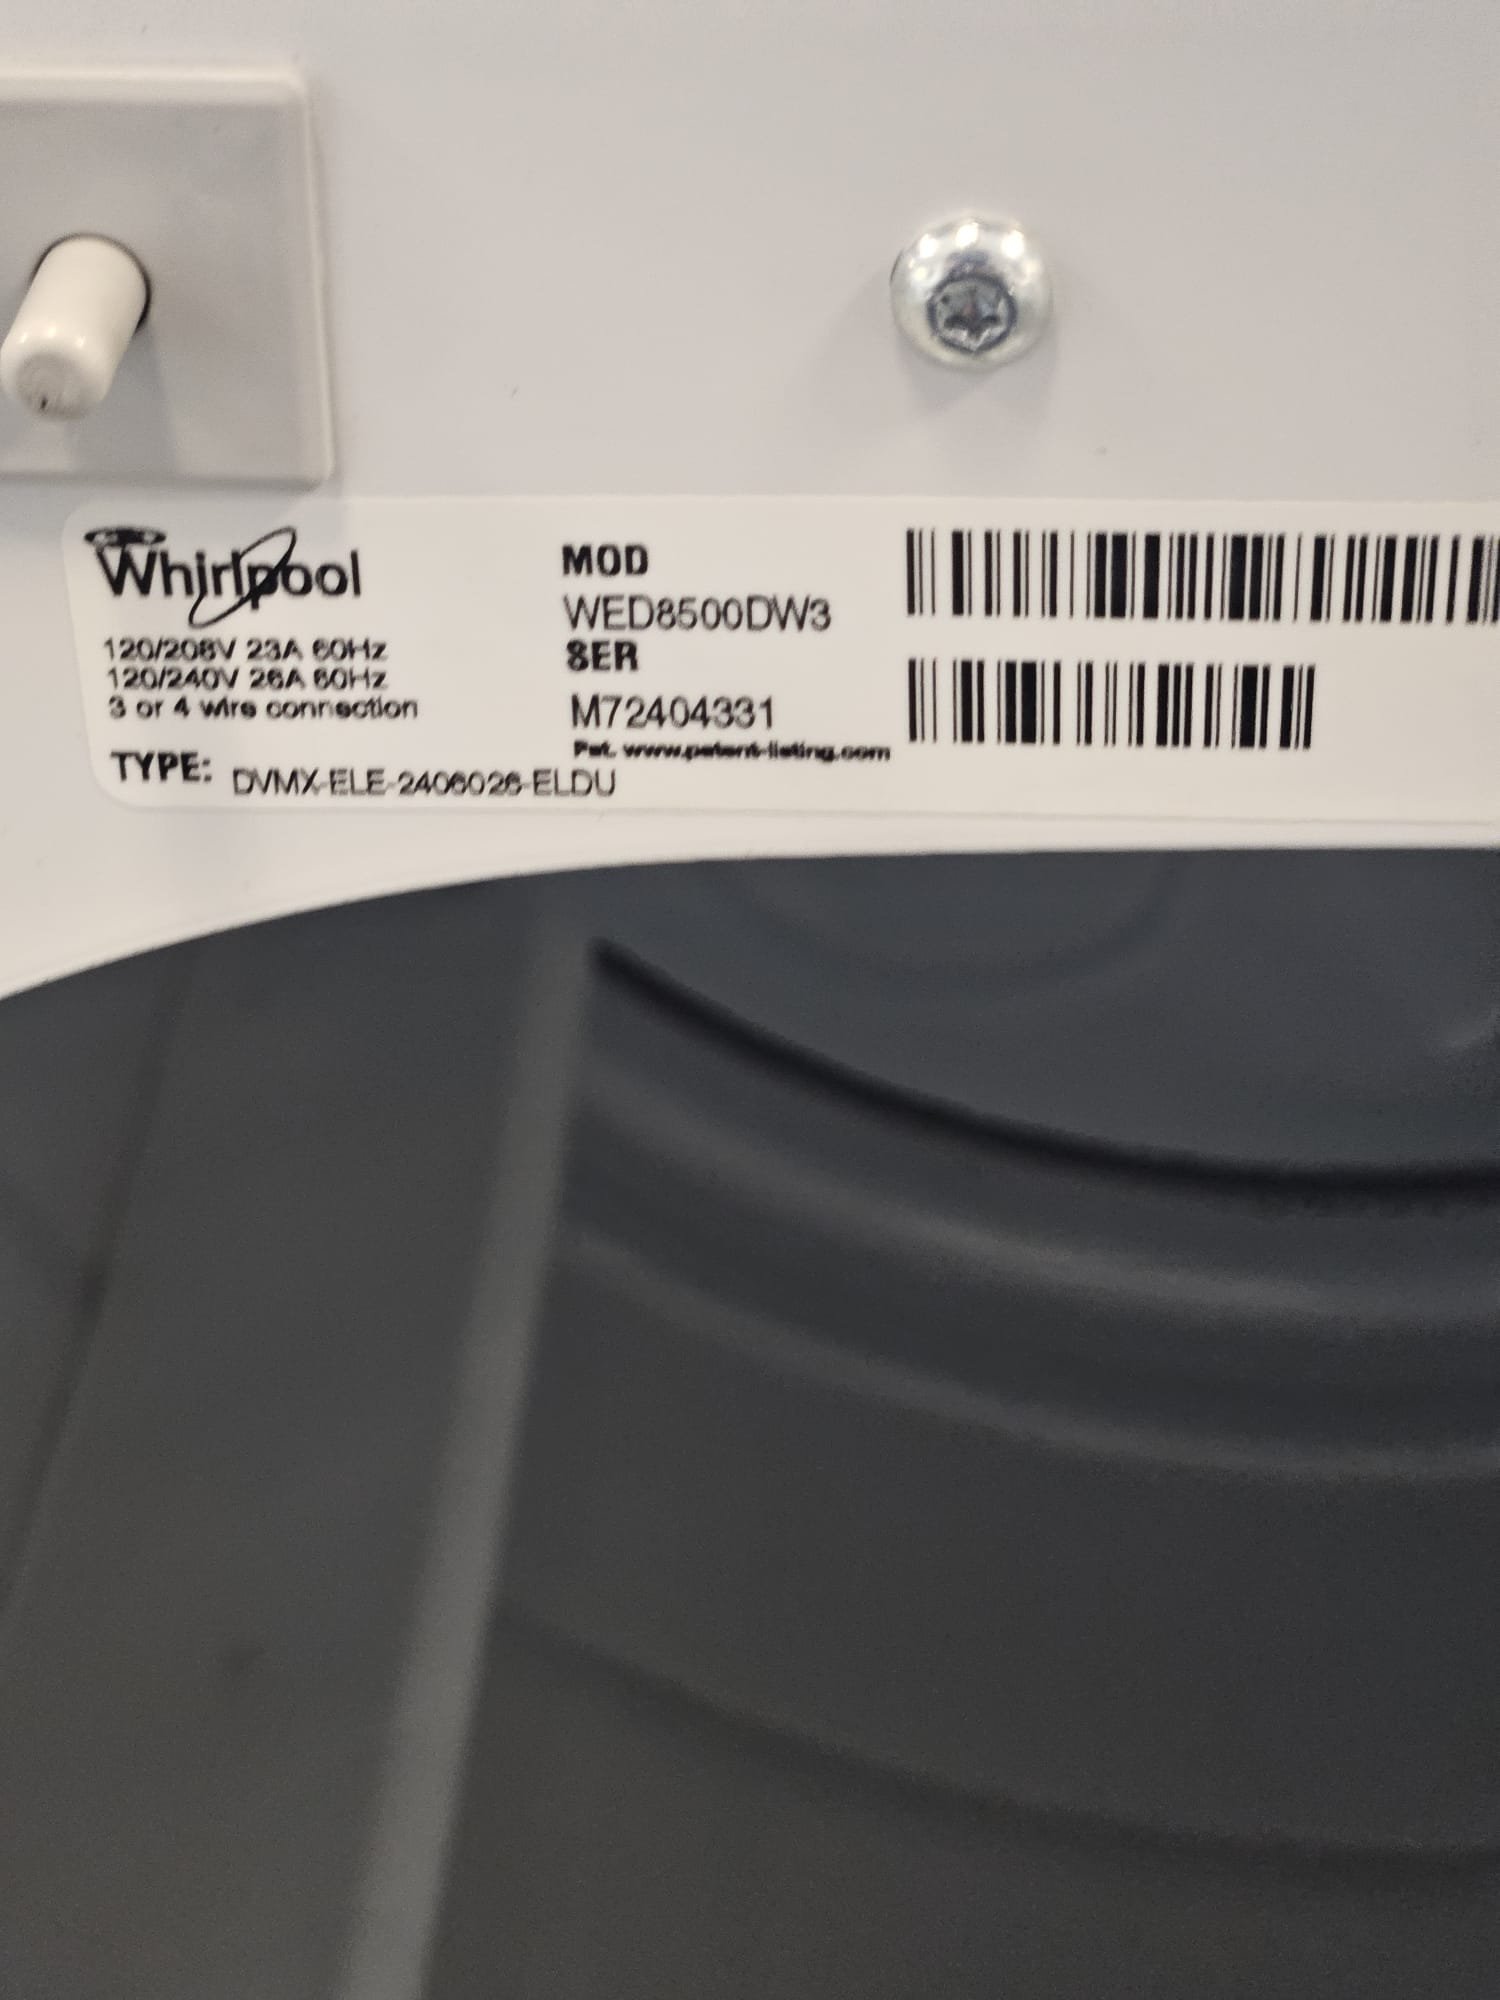 Whirlpool
120/208V 23A 60Hz
120/240V 26A 60Hz
3 or 4 wire connection
TYPE: DVMX-ELE-2406026-ELDU
MOD
WED8500DW3
SER
M72404331
Pat. www.patent-listing.com